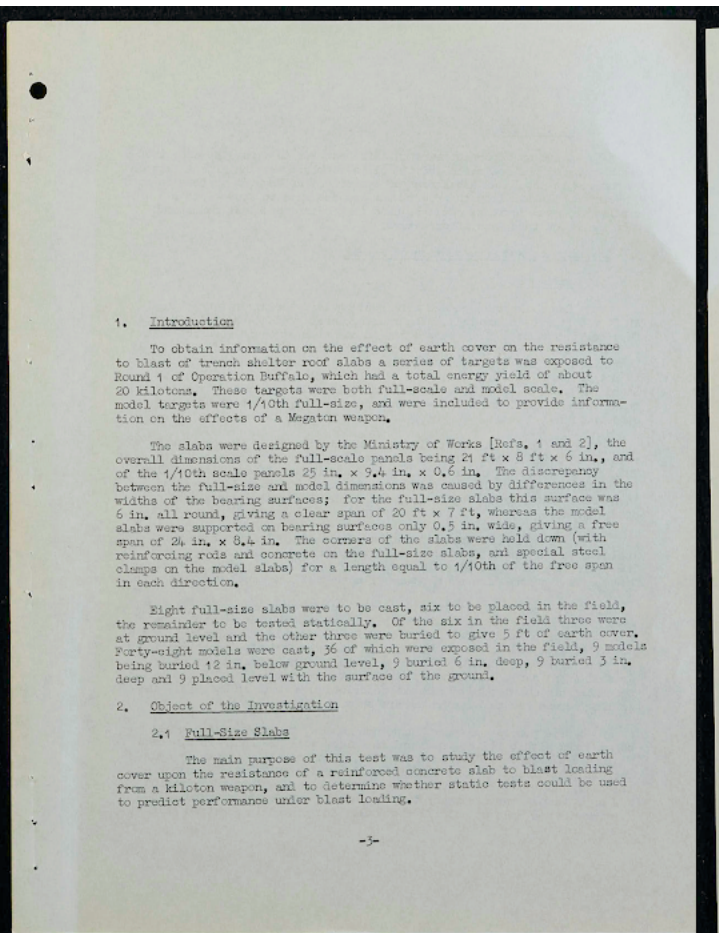 1. Introduction
To obtain information on the effect of earth cover on the resistance
to blast of trench shelter roof slabs a series of targets was exposed to
Round 1 of Operation Buffalo, which had a total energy yield of about
20 kilotons. These targets were both full-scale and model scale. The
model targets were 1/10th full-size, and were included to provide informa-
tion on the effects of a Megaton weapon.
The slabs were designed by the Ministry of Works [Refs. 1 and 2], the
overall dimensions of the full-scale panels being 21 ft x 8 ft x 6 in., and
of the 1/10th scale panels 25 in. x 9.4 in. x 0.6 in. The discrepancy
between the full-size and model dimensions was caused by differences in the
widths of the bearing surfaces; for the full-size slabs this surface was
6 in. all round, giving a clear span of 20 ft x 7 ft, whereas the model
slabs were supported on bearing surfaces only 0.5 in. wide, giving a free
span of 24 in. x 8.4 in. The corners of the slabs were held down (with
reinforcing rods and concrete on the full-size slabs, and special steel
clamps on the model slabs) for a length equal to 1/10th of the free span
in each direction.
Eight full-size slabs were to be cast, six to be placed in the field,
the remainder to be tested statically. Of the six in the field three were
at ground level and the other three were buried to give 5 ft of earth cover.
Forty-eight models were cast, 36 of which were exposed in the field, 9 models
being buried 12 in. below ground level, 9 buried 6 in. deep, 9 buried 3 in.
deep and 9 placed level with the surface of the ground.
2. Object of the Investigation
2.1 Full-Size Slabs
The main purpose of this test was to study the effect of earth
cover upon the resistance of a reinforced concrete slab to blast loading
from a kiloton weapon, and to determine whether static tests could be used
to predict performance under blast loading.
-3-